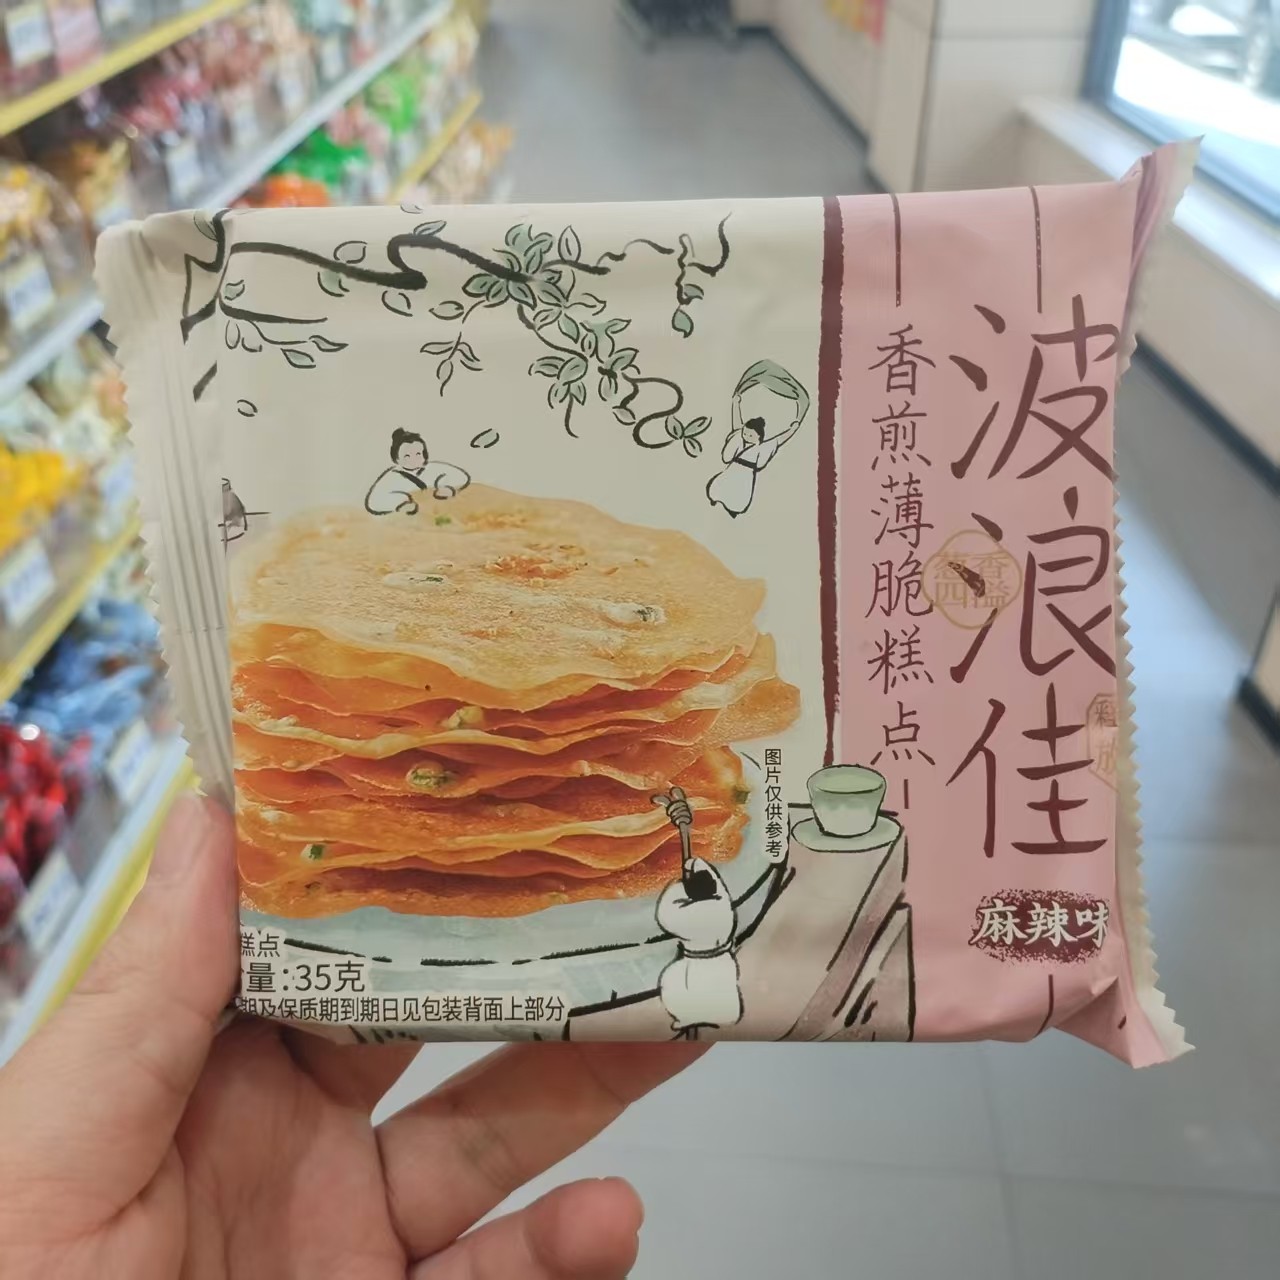 波浪佳
香煎薄脆糕点
香溢
葱四
释放
麻辣味
图片仅供参考
糕点
量:35克
期及保质期到期日见包装背面上部分